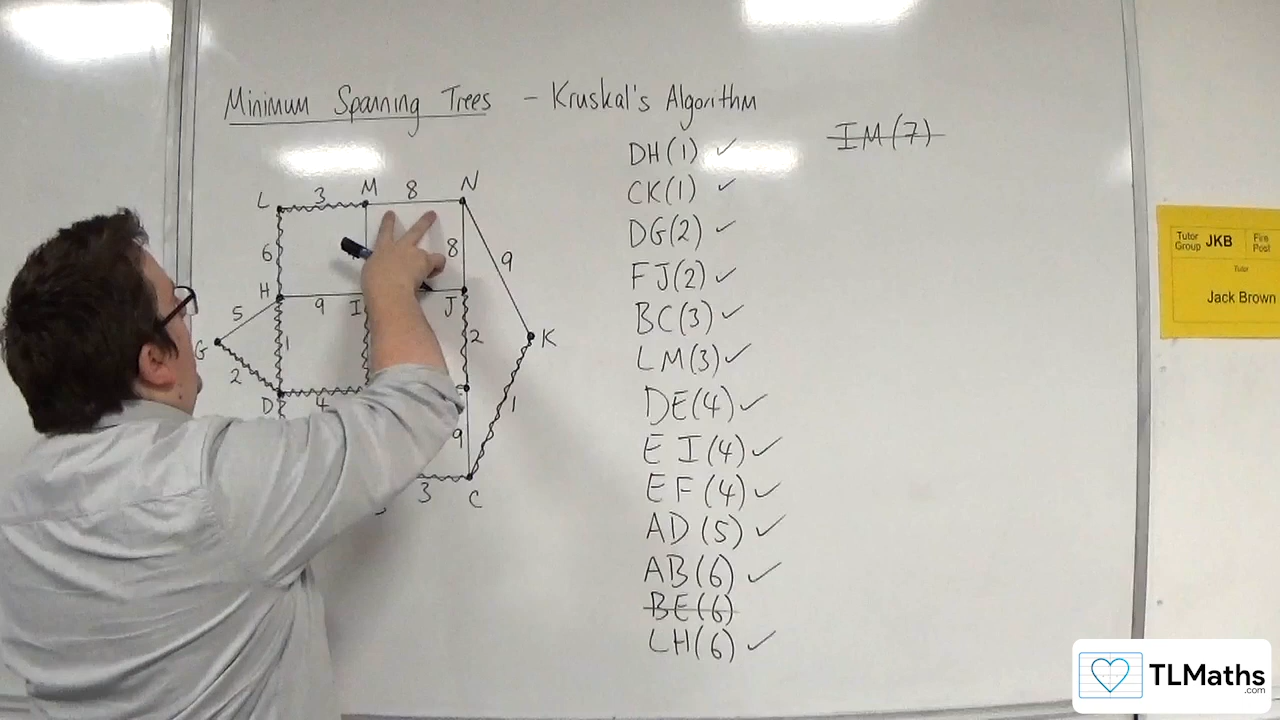 Minimum Spanning Trees - Kruskal's Algorithm
DH(1) ✓
CK(1) ✓
DG(2) ✓
FJ(2) ✓
BC(3) ✓
LM(3) ✓
DE(4) ✓
EI(4) ✓
EF(4) ✓
AD(5) ✓
AB(6) ✓
BE(6)
LH(6) ✓
IM(7)
L 3 M 8 N
6 8 9
H 9 I J
5 1 2 K
G
2 1
D 4
9
3 C
Tutor Group JKB Fire Post
Tutor
Jack Brown
TLMaths
.com